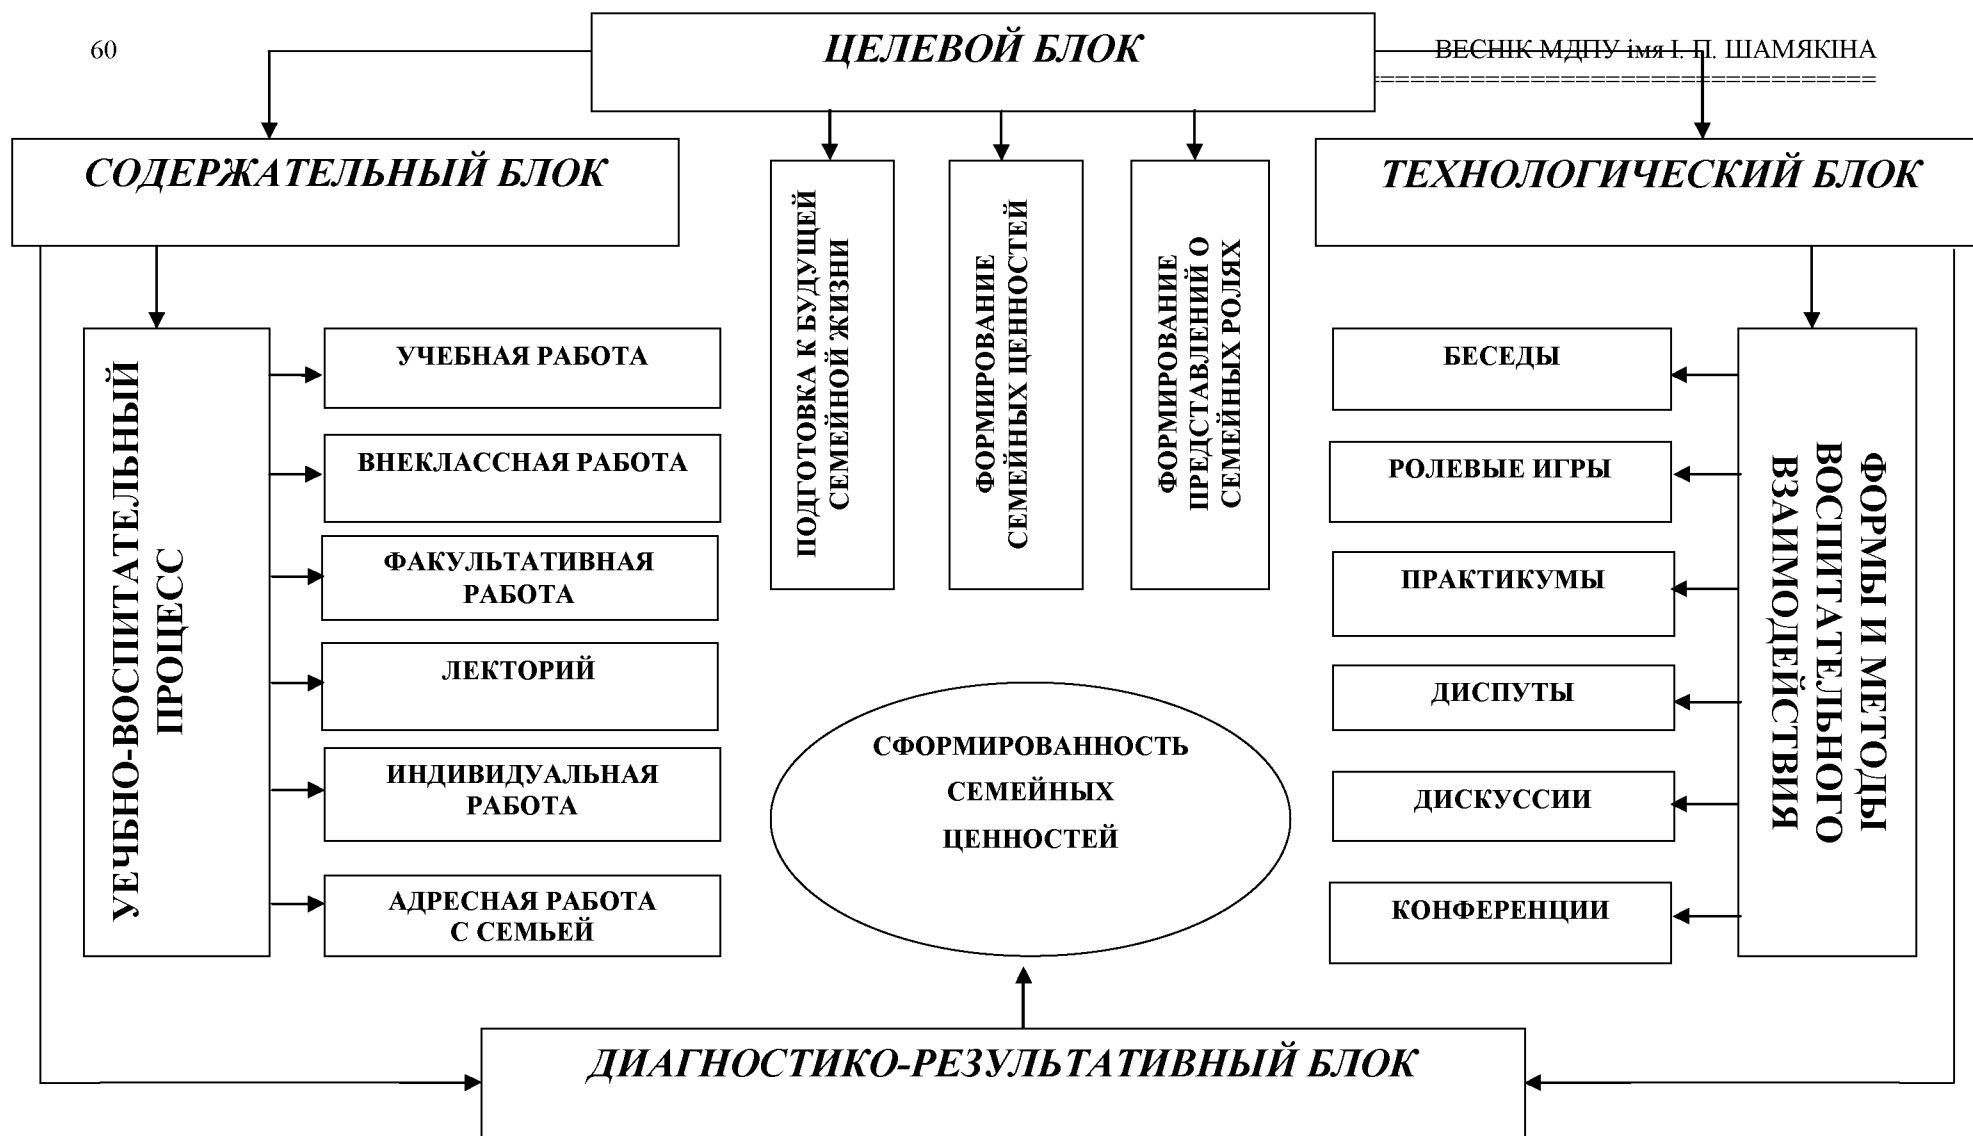 60
ВЕСНІК МДПУ імя І. П. ШАМЯКІНА
ЦЕЛЕВОЙ БЛОК
СОДЕРЖАТЕЛЬНЫЙ БЛОК
ТЕХНОЛОГИЧЕСКИЙ БЛОК
ПОДГОТОВКА К БУДУЩЕЙ
СЕМЕЙНОЙ ЖИЗНИ
ФОРМИРОВАНИЕ
СЕМЕЙНЫХ ЦЕННОСТЕЙ
ФОРМИРОВАНИЕ
ПРЕДСТАВЛЕНИЙ О
СЕМЕЙНЫХ РОЛЯХ
УЕЧБНО-ВОСПИТАТЕЛЬНЫЙ
ПРОЦЕСС
УЧЕБНАЯ РАБОТА
ВНЕКЛАССНАЯ РАБОТА
ФАКУЛЬТАТИВНАЯ
РАБОТА
ЛЕКТОРИЙ
ИНДИВИДУАЛЬНАЯ
РАБОТА
АДРЕСНАЯ РАБОТА
С СЕМЬЕЙ
СФОРМИРОВАННОСТЬ
СЕМЕЙНЫХ
ЦЕННОСТЕЙ
БЕСЕДЫ
РОЛЕВЫЕ ИГРЫ
ПРАКТИКУМЫ
ДИСПУТЫ
ДИСКУССИИ
КОНФЕРЕНЦИИ
ФОРМЫ И МЕТОДЫ
ВОСПИТАТЕЛЬНОГО
ВЗАИМОДЕЙСТВИЯ
ДИАГНОСТИКО-РЕЗУЛЬТАТИВНЫЙ БЛОК